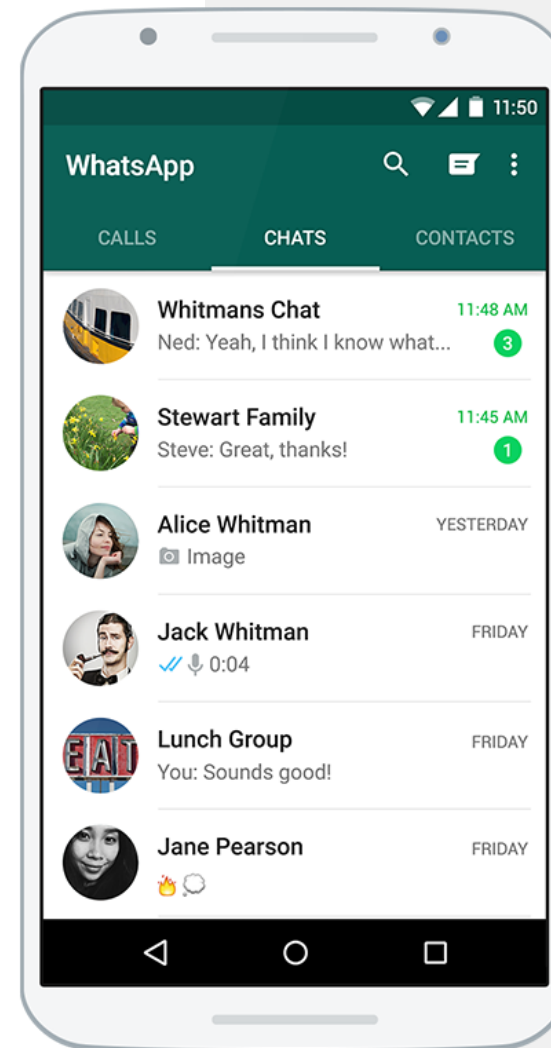 11:50
WhatsApp
CALLS CHATS CONTACTS
Whitmans Chat 11:48 AM
Ned: Yeah, I think I know what... 3
Stewart Family 11:45 AM
Steve: Great, thanks! 1
Alice Whitman YESTERDAY
Image
Jack Whitman FRIDAY
0:04
EAT
Lunch Group FRIDAY
You: Sounds good!
Jane Pearson FRIDAY
🔥💭